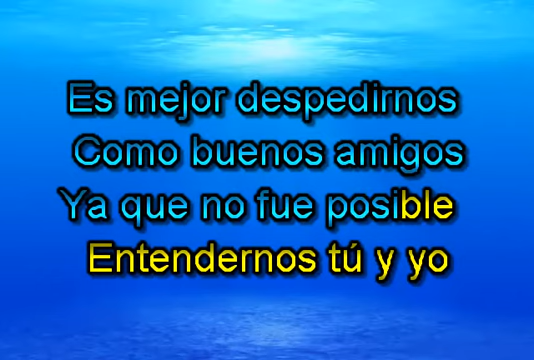 Es mejor despedirnos
Como buenos amigos
Ya que no fue posible
Entendernos tú y yo